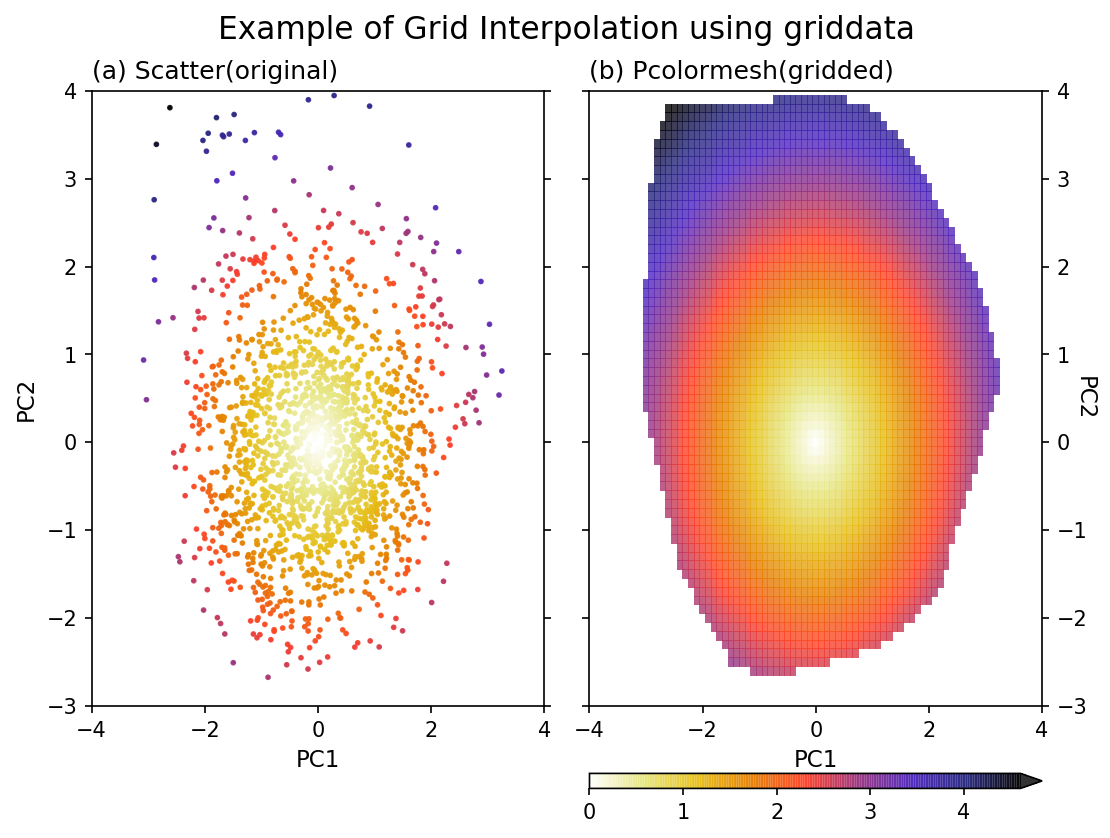 Example of Grid Interpolation using griddata
(a) Scatter(original)
(b) Pcolormesh(gridded)
4
3
2
1
0
−1
−2
−3
PC2
−4 −2 0 2 4
PC1
4
3
2
1
0
−1
−2
−3
PC2
−4 −2 0 2 4
PC1
0 1 2 3 4